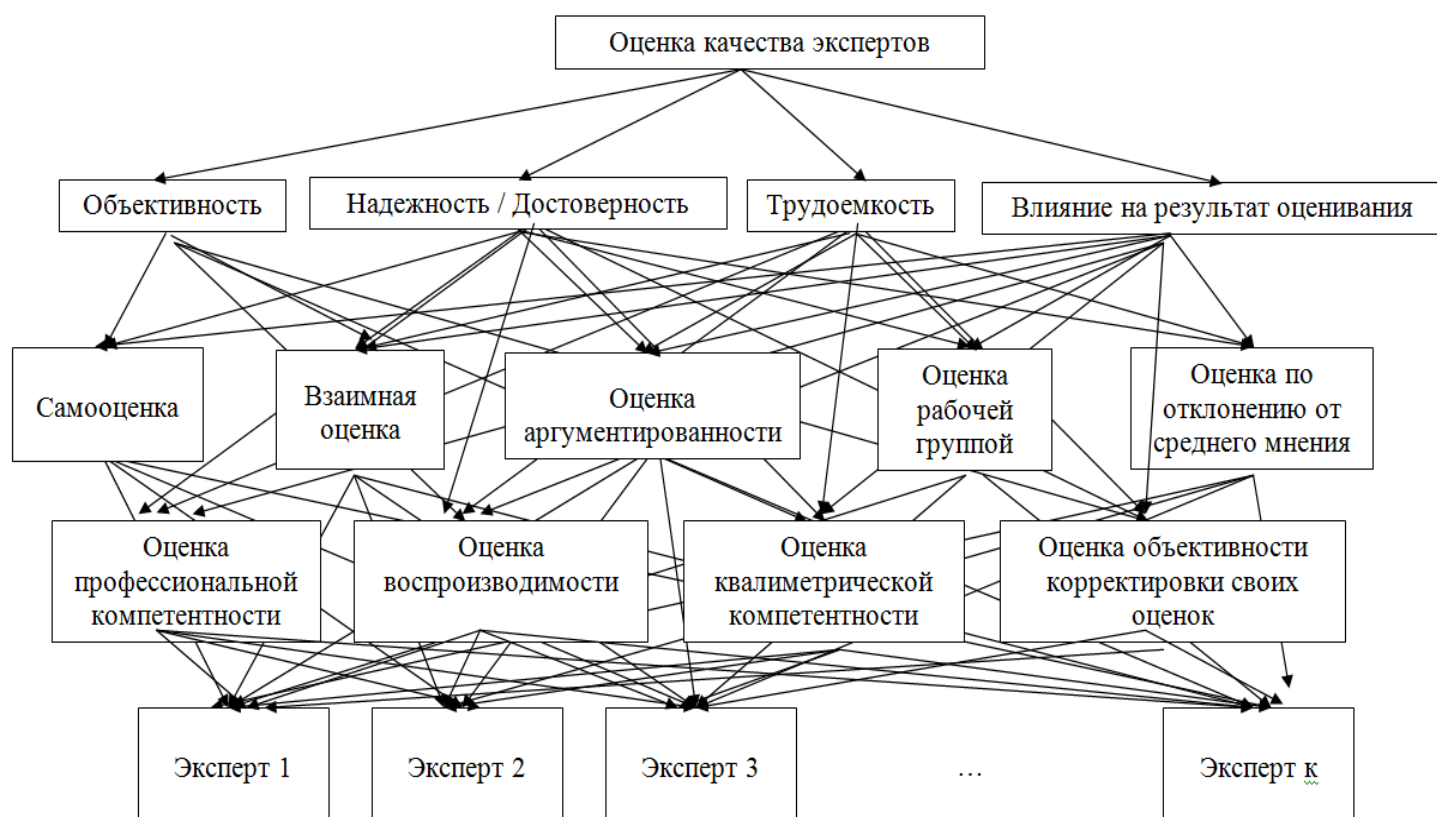 Оценка качества экспертов
Объективность
Надежность / Достоверность
Трудоемкость
Влияние на результат оценивания
Самооценка
Взаимная
оценка
Оценка
аргументированности
Оценка
рабочей
группой
Оценка по
отклонению от
среднего мнения
Оценка
профессиональной
компетентности
Оценка
воспроизводимости
Оценка
квалиметрической
компетентности
Оценка объективности
корректировки своих
оценок
Эксперт 1
Эксперт 2
Эксперт 3
…
Эксперт к